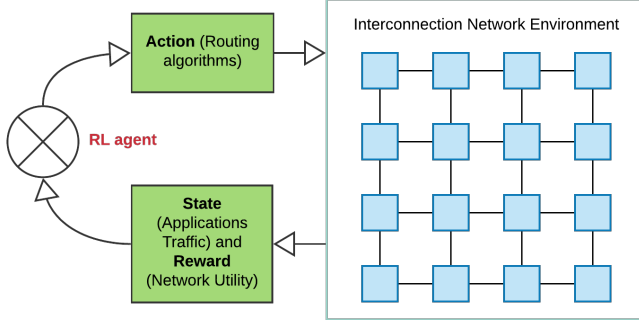 Interconnection Network Environment
Action (Routing
algorithms)
RL agent
State
(Applications
Traffic) and
Reward
(Network Utility)